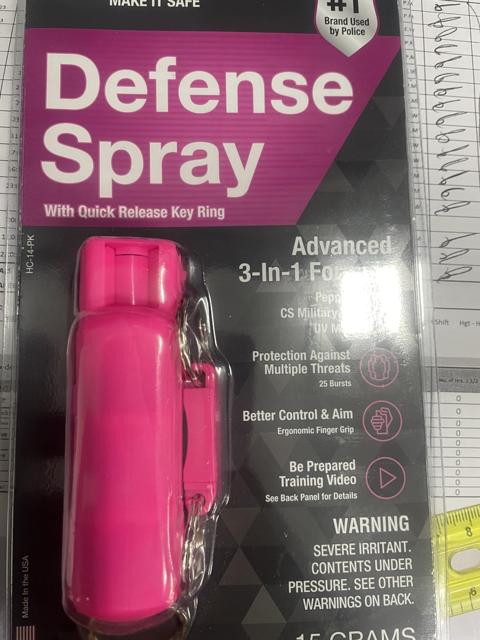 MAKE IT SAFE
#1
Brand Used
by Police
Defense
Spray
With Quick Release Key Ring
HC-14-PK
Advanced
3-In-1
CS Military
UV
Protection Against
Multiple Threats
25 Bursts
Better Control & Aim
Ergonomic Finger Grip
Be Prepared
Training Video
See Back Panel for Details
WARNING
SEVERE IRRITANT.
CONTENTS UNDER
PRESSURE. SEE OTHER
WARNINGS ON BACK.
15 GRAMS
Made In the USA
Shift
8